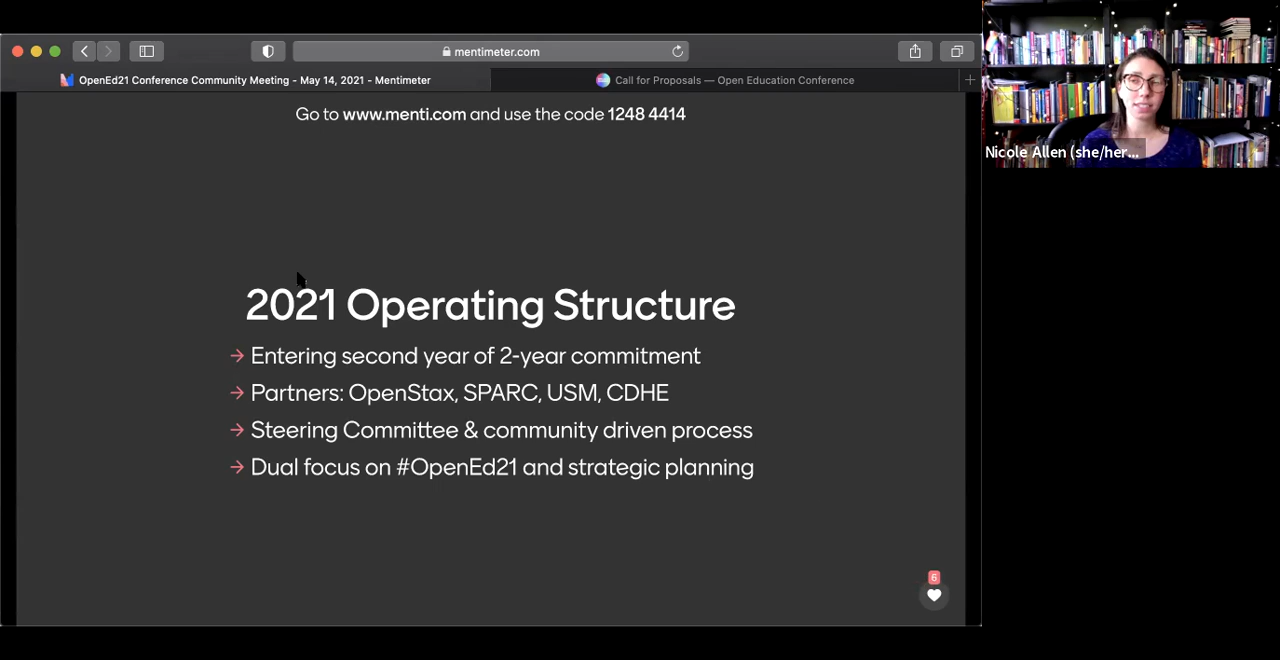 mentimeter.com
OpenEd21 Conference Community Meeting - May 14, 2021 - Mentimeter
Call for Proposals — Open Education Conference
Go to www.menti.com and use the code 1248 4414
Nicole Allen (she/her...
2021 Operating Structure
→ Entering second year of 2-year commitment
→ Partners: OpenStax, SPARC, USM, CDHE
→ Steering Committee & community driven process
→ Dual focus on #OpenEd21 and strategic planning
6